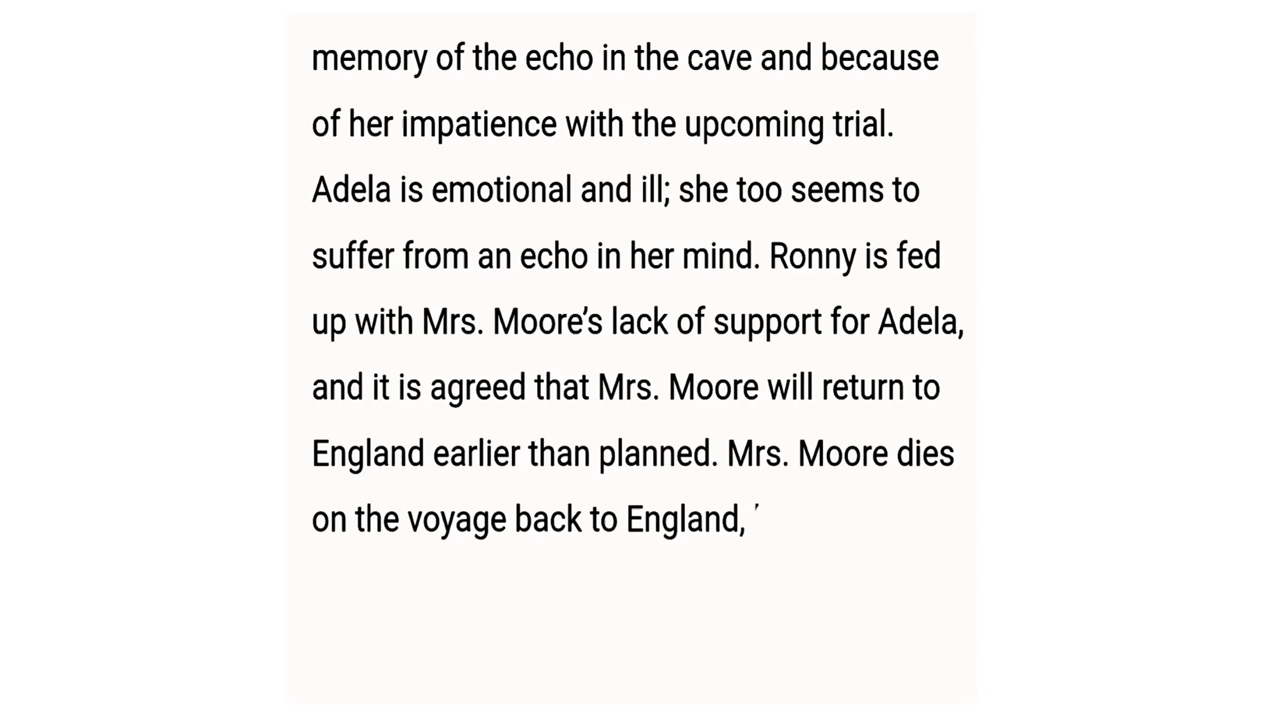 memory of the echo in the cave and because
of her impatience with the upcoming trial.
Adela is emotional and ill; she too seems to
suffer from an echo in her mind. Ronny is fed
up with Mrs. Moore’s lack of support for Adela,
and it is agreed that Mrs. Moore will return to
England earlier than planned. Mrs. Moore dies
on the voyage back to England,